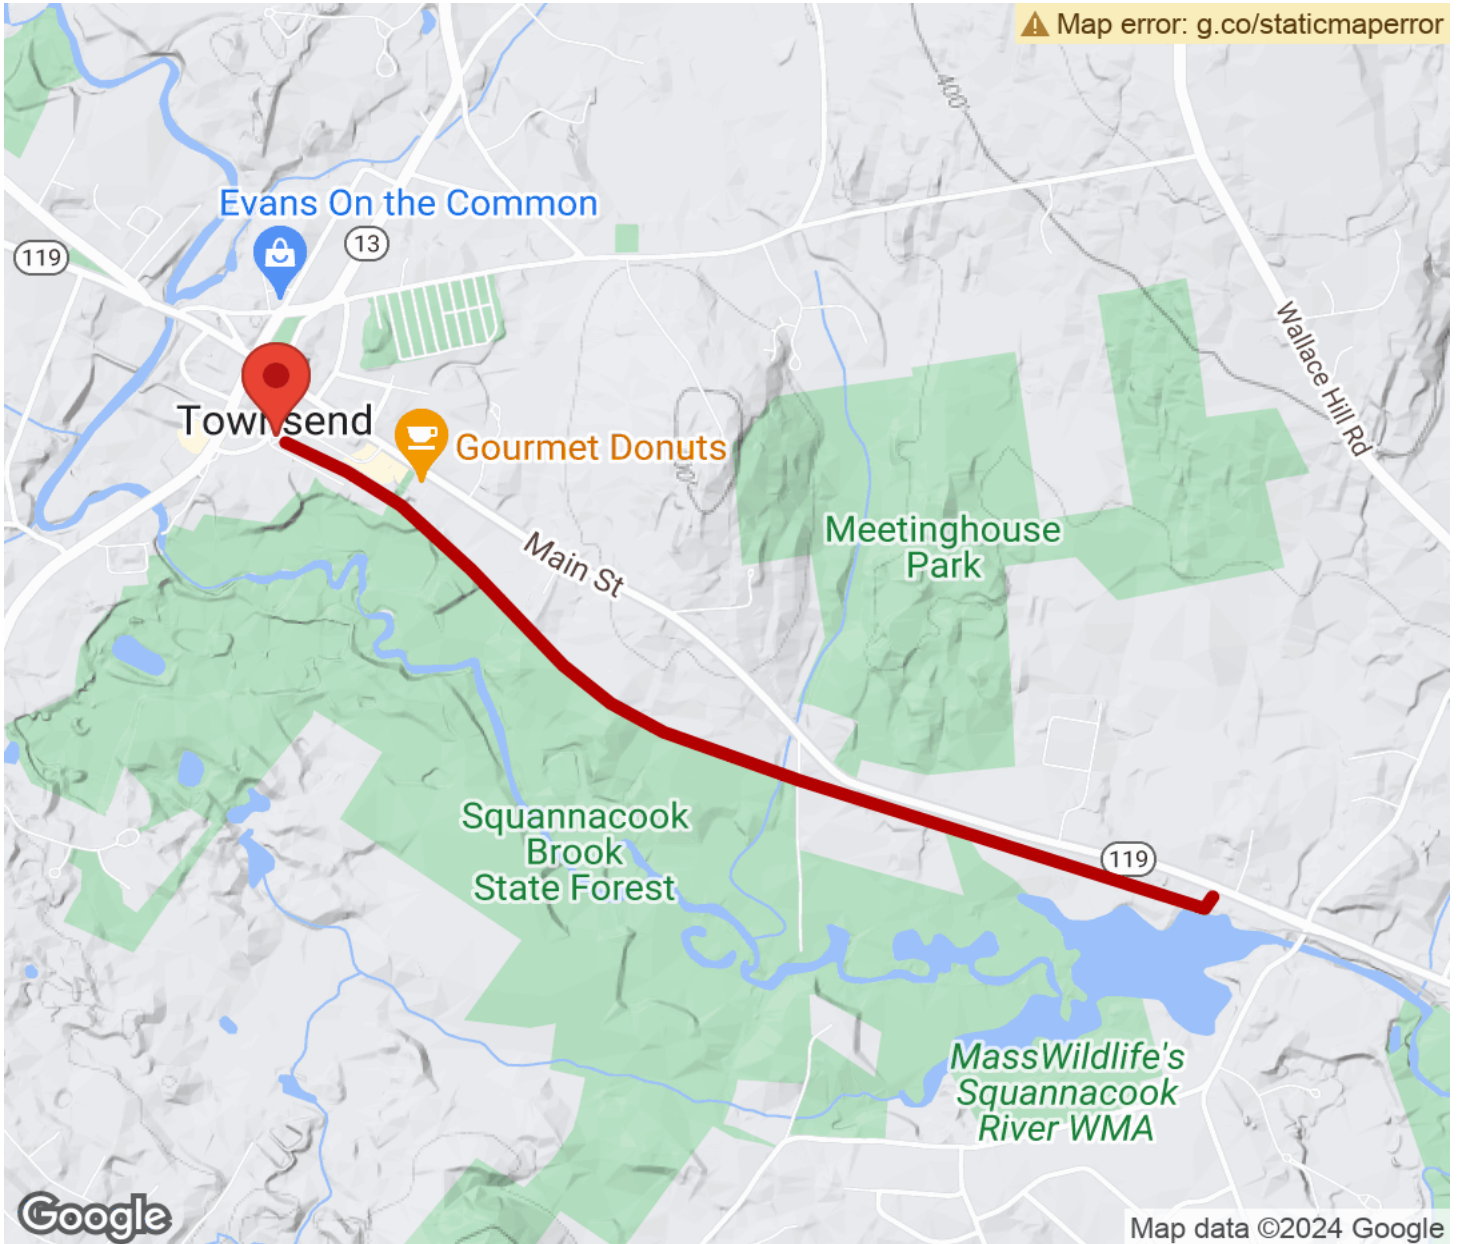 Map error: g.co/staticmaperror
400'
Evans On the Common
13
119
Wallace Hill Rd
Townsend
Gourmet Donuts
Main St
Meetinghouse
Park
Squannacook
Brook
State Forest
119
MassWildlife's
Squannacook
River WMA
Google
Map data ©2024 Google